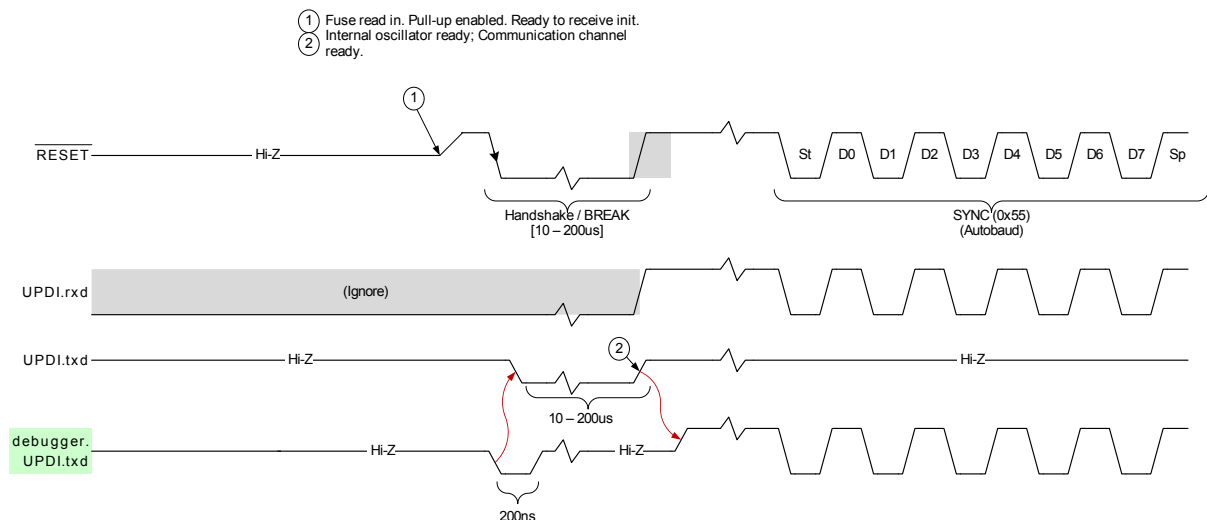 1 Fuse read in. Pull-up enabled. Ready to receive init.
2 Internal oscillator ready; Communication channel
ready.
1
RESET Hi-Z St D0 D1 D2 D3 D4 D5 D6 D7 Sp
Handshake / BREAK
[10 – 200us]
SYNC (0x55)
(Autobaud)
UPDI.rxd (Ignore)
UPDI.txd Hi-Z 2 Hi-Z
10 – 200us
debugger.
UPDI.txd Hi-Z Hi-Z
200ns